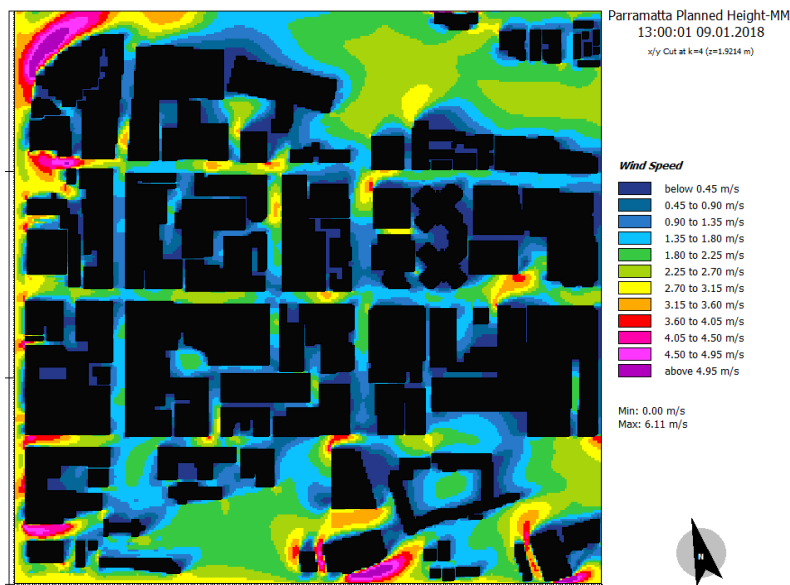 Parramatta Planned Height-MM
13:00:01 09.01.2018
x/y Cut at k=4 (z=1.9214 m)
Wind Speed
below 0.45 m/s
0.45 to 0.90 m/s
0.90 to 1.35 m/s
1.35 to 1.80 m/s
1.80 to 2.25 m/s
2.25 to 2.70 m/s
2.70 to 3.15 m/s
3.15 to 3.60 m/s
3.60 to 4.05 m/s
4.05 to 4.50 m/s
4.50 to 4.95 m/s
above 4.95 m/s
Min: 0.00 m/s
Max: 6.11 m/s
N